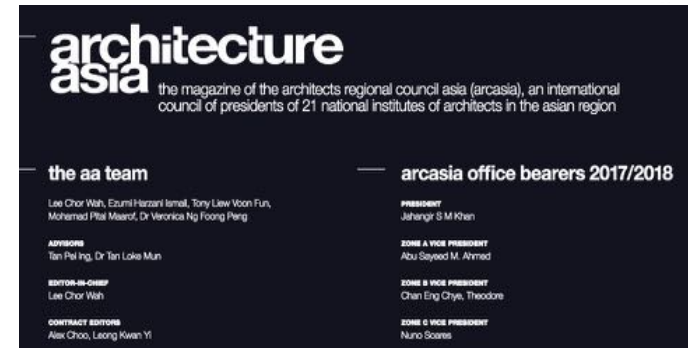 architecture
asia
the magazine of the architects regional council asia (arcasia), an international
council of presidents of 21 national institutes of architects in the asian region
the aa team
Lee Chor Wah, Ezumi Harzani Ismail, Tony Liew Voon Fun,
Mohamad Pital Maarof, Dr Veronica Ng Foong Peng
ADVISORS
Tan Pei Ing, Dr Tan Loke Mun
EDITOR-IN-CHIEF
Lee Chor Wah
CONTRACT EDITORS
Alex Choo, Leong Kwan Yi
arcasia office bearers 2017/2018
PRESIDENT
Jahangir S M Khan
ZONE A VICE PRESIDENT
Abu Sayeed M. Ahmed
ZONE B VICE PRESIDENT
Chan Eng Chye, Theodore
ZONE C VICE PRESIDENT
Nuno Soares